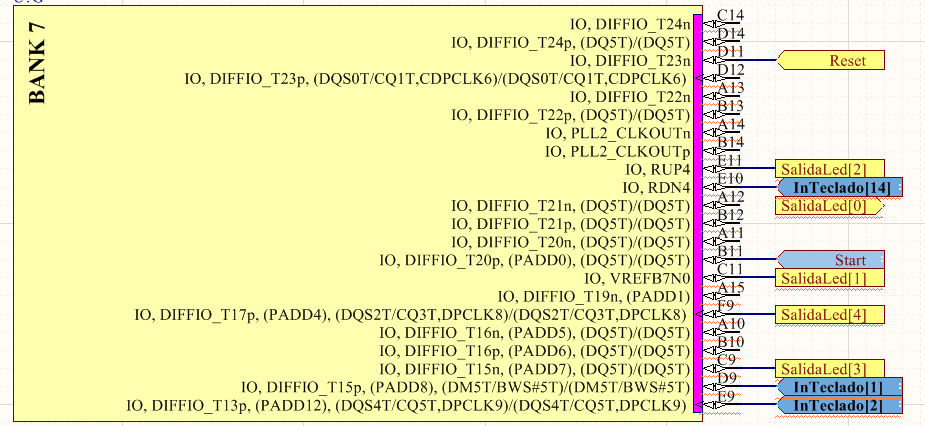 BANK 7
IO, DIFFIO_T24n C14
IO, DIFFIO_T24p, (DQ5T)/(DQ5T) D14
IO, DIFFIO_T23n D11 Reset
IO, DIFFIO_T23p, (DQS0T/CQ1T,CDPCLK6)/(DQS0T/CQ1T,CDPCLK6) D12
IO, DIFFIO_T22n A13
IO, DIFFIO_T22p, (DQ5T)/(DQ5T) B13
IO, PLL2_CLKOUTn A14
IO, PLL2_CLKOUTp B14
IO, RUP4 E11 SalidaLed[2]
IO, RDN4 E10 InTeclado[14]
IO, DIFFIO_T21n, (DQ5T)/(DQ5T) A12 SalidaLed[0]
IO, DIFFIO_T21p, (DQ5T)/(DQ5T) B12
IO, DIFFIO_T20n, (DQ5T)/(DQ5T) A11
IO, DIFFIO_T20p, (PADD0), (DQ5T)/(DQ5T) B11 Start
IO, VREFB7N0 C11 SalidaLed[1]
IO, DIFFIO_T19n, (PADD1) A15
IO, DIFFIO_T17p, (PADD4), (DQS2T/CQ3T,DPCLK8)/(DQS2T/CQ3T,DPCLK8) F9 SalidaLed[4]
IO, DIFFIO_T16n, (PADD5), (DQ5T)/(DQ5T) A10
IO, DIFFIO_T16p, (PADD6), (DQ5T)/(DQ5T) B10
IO, DIFFIO_T15n, (PADD7), (DQ5T)/(DQ5T) C9 SalidaLed[3]
IO, DIFFIO_T15p, (PADD8), (DM5T/BWS#5T)/(DM5T/BWS#5T) D9 InTeclado[1]
IO, DIFFIO_T13p, (PADD12), (DQS4T/CQ5T,DPCLK9)/(DQS4T/CQ5T,DPCLK9) E9 InTeclado[2]